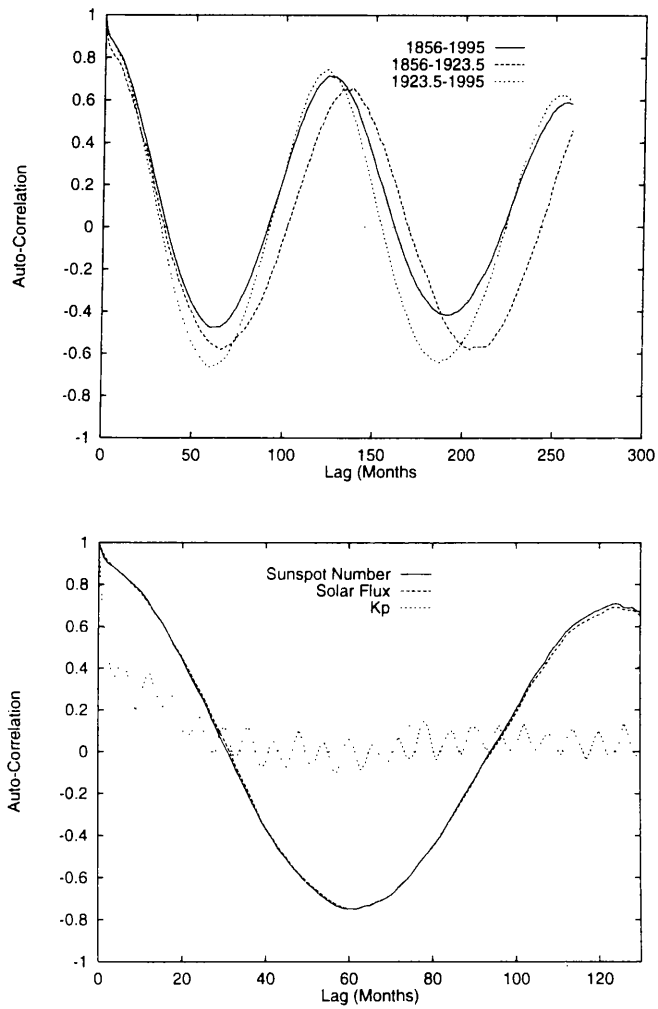 1
0.8
0.6
0.4
0.2
0
-0.2
-0.4
-0.6
-0.8
-1
Auto-Correlation
1856-1995
1856-1923.5
1923.5-1995
0 50 100 150 200 250 300
Lag (Months
1
0.8
0.6
0.4
0.2
0
-0.2
-0.4
-0.6
-0.8
-1
Auto-Correlation
Sunspot Number
Solar Flux
Kp
0 20 40 60 80 100 120
Lag (Months)